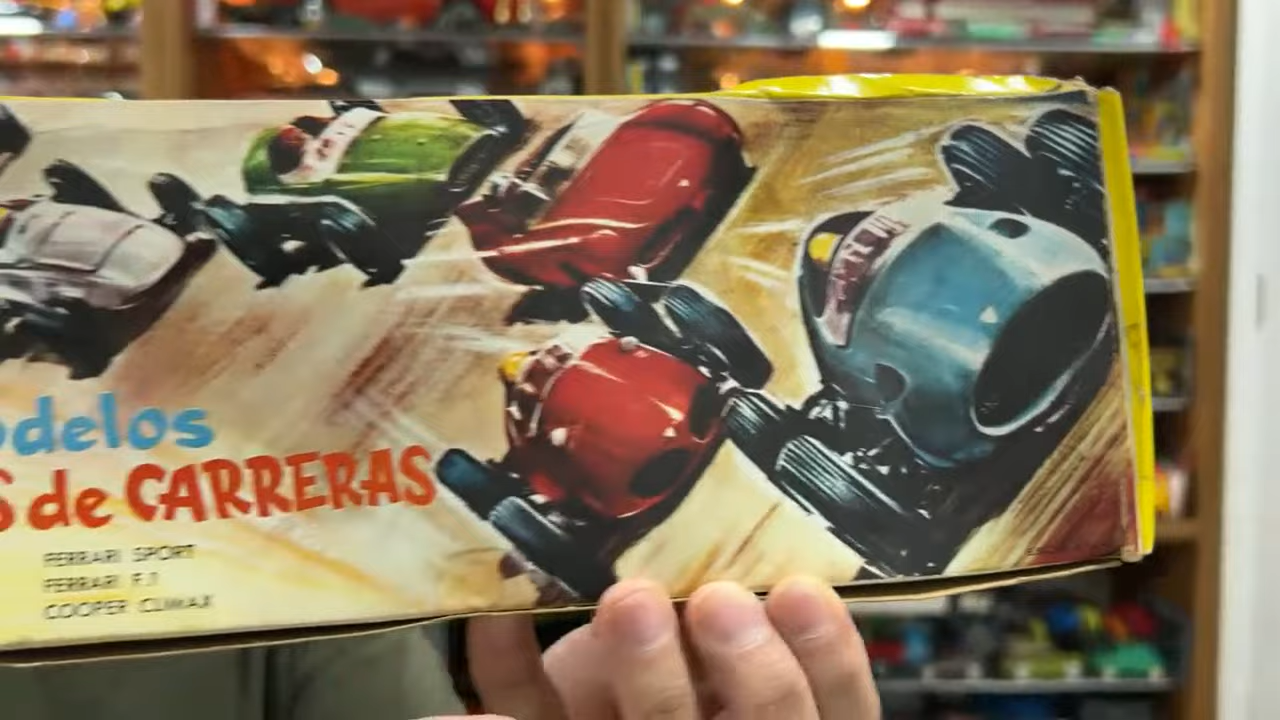 odelos
S de CARRERAS
FERRARI SPORT
FERRARI F.1
COOPER CLIMAX